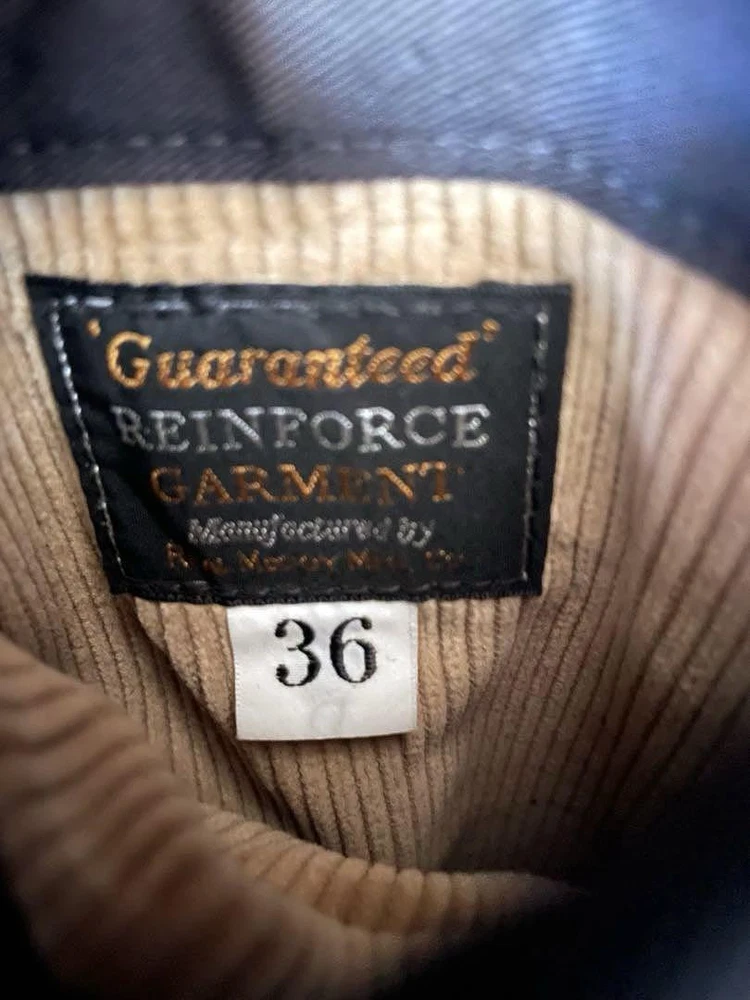 'Guaranteed'
REINFORCE
GARMENT
Manufactured by
36